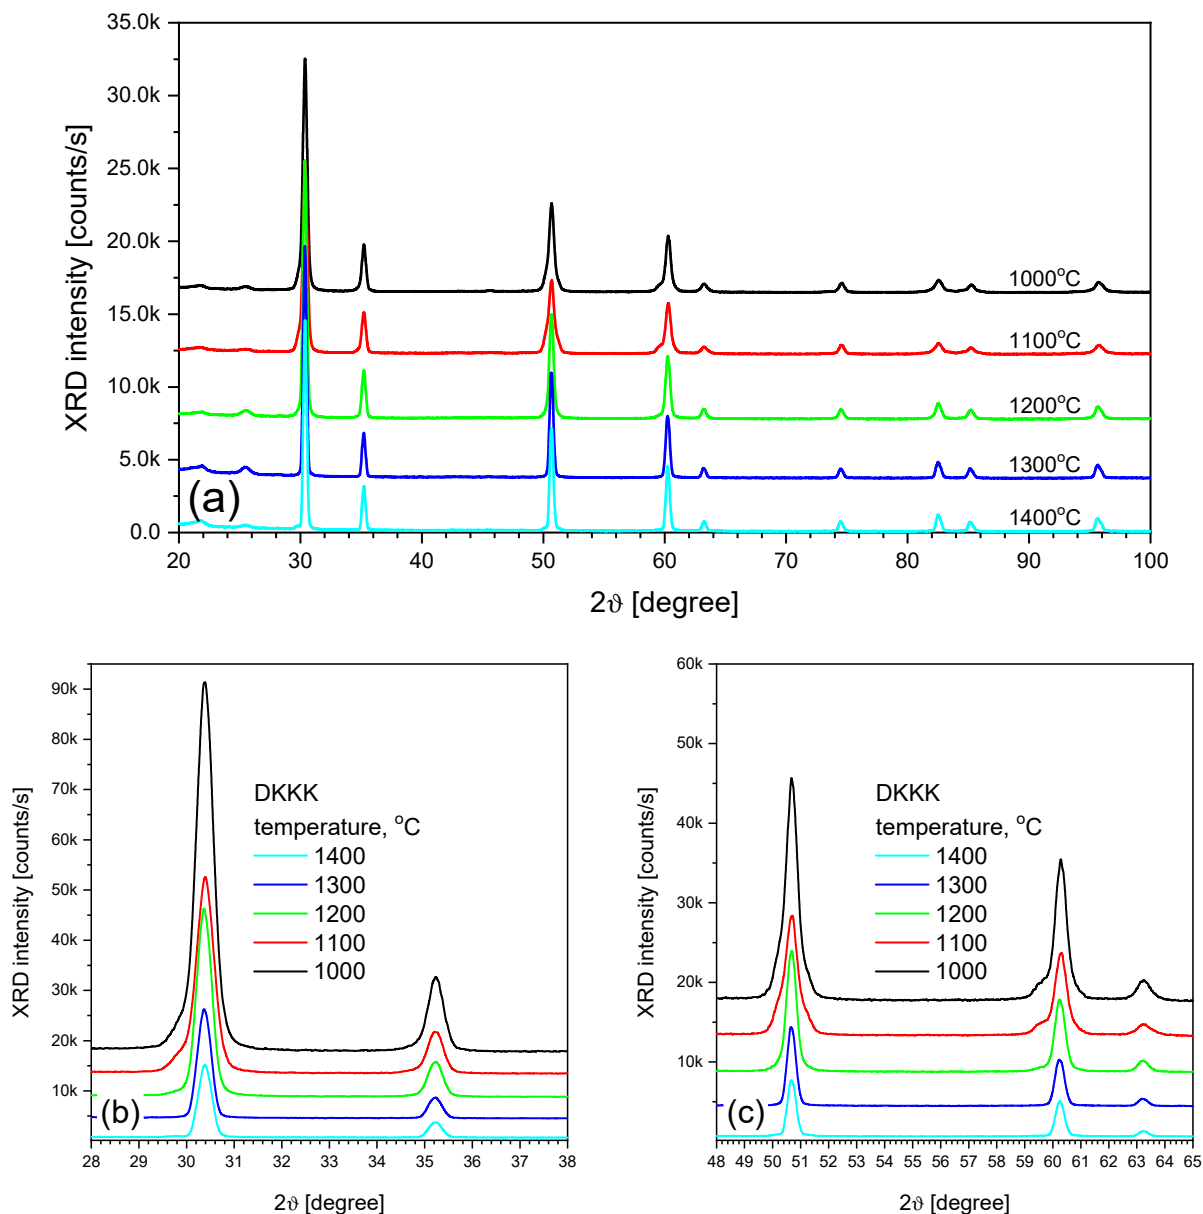 35.0k
30.0k
25.0k
20.0k
15.0k
10.0k
5.0k
0.0
XRD intensity [counts/s]
1000°C
1100°C
1200°C
1300°C
1400°C
(a)
20 30 40 50 60 70 80 90 100
2ϑ [degree]
90k
80k
70k
60k
50k
40k
30k
20k
10k
XRD intensity [counts/s]
DKKK
temperature, °C
1400
1300
1200
1100
1000
(b)
28 29 30 31 32 33 34 35 36 37 38
2ϑ [degree]
60k
50k
40k
30k
20k
10k
XRD intensity [counts/s]
DKKK
temperature, °C
1400
1300
1200
1100
1000
(c)
48 49 50 51 52 53 54 55 56 57 58 59 60 61 62 63 64 65
2ϑ [degree]